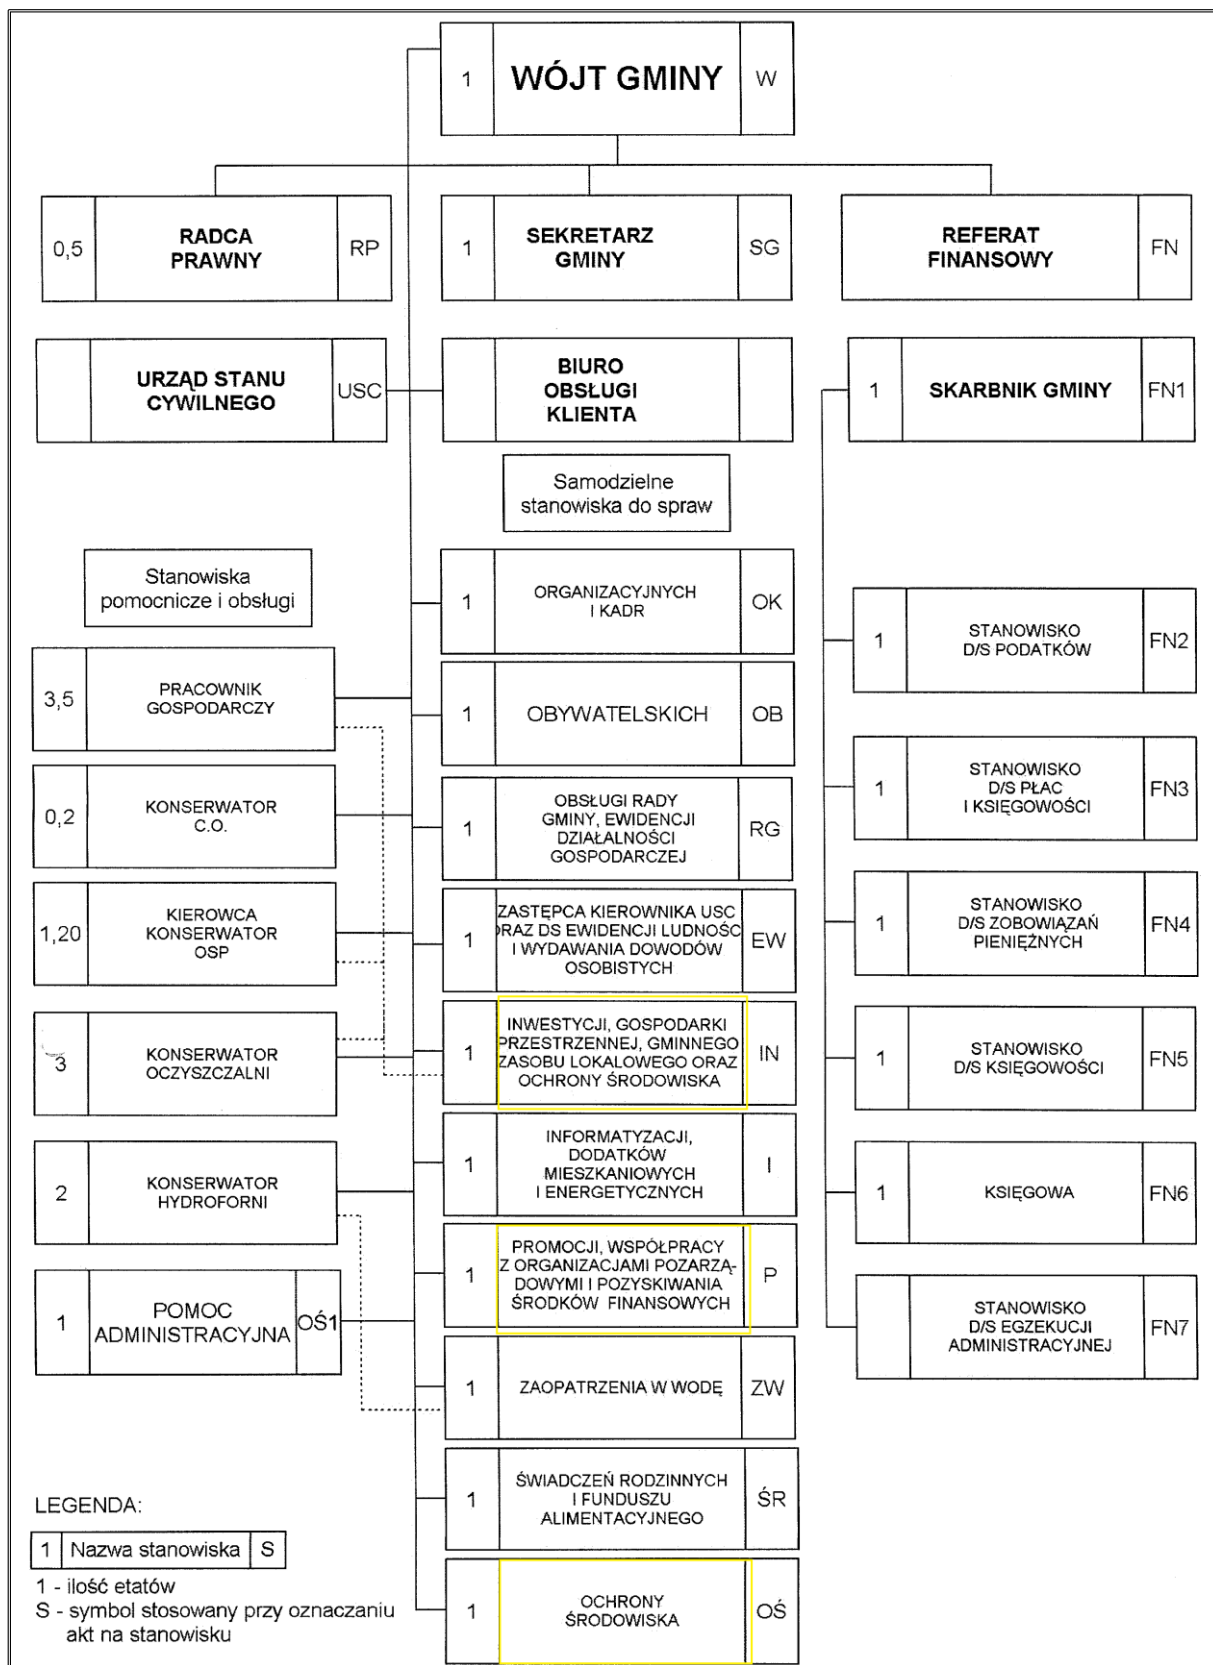 1
WÓJT GMINY
W
0,5
RADCA
PRAWNY
RP
1
SEKRETARZ
GMINY
SG
REFERAT
FINANSOWY
FN
URZĄD STANU
CYWILNEGO
USC
BIURO
OBSŁUGI
KLIENTA
1
SKARBNIK GMINY
FN1
Samodzielne
stanowiska do spraw
Stanowiska
pomocnicze i obsługi
3,5
PRACOWNIK
GOSPODARCZY
0,2
KONSERWATOR
C.O.
1,20
KIEROWCA
KONSERWATOR
OSP
3
KONSERWATOR
OCZYSZCZALNI
2
KONSERWATOR
HYDROFORNI
1
POMOC
ADMINISTRACYJNA
OŚ1
1
ORGANIZACYJNYCH
I KADR
OK
1
OBYWATELSKICH
OB
1
OBSŁUGI RADY
GMINY, EWIDENCJI
DZIAŁALNOŚCI
GOSPODARCZEJ
RG
1
ZASTĘPCA KIEROWNIKA USC
ORAZ DS EWIDENCJI LUDNOŚC
I WYDAWANIA DOWODÓW
OSOBISTYCH
EW
1
INWESTYCJI, GOSPODARKI
PRZESTRZENNEJ, GMINNEGO
ZASOBU LOKALOWEGO ORAZ
OCHRONY ŚRODOWISKA
IN
1
INFORMATYZACJI,
DODATKÓW
MIESZKANIOWYCH
I ENERGETYCZNYCH
I
1
PROMOCJI, WSPÓŁPRACY
Z ORGANIZACJAMI POZARZĄ-
DOWYMI I POZYSKIWANIA
ŚRODKÓW FINANSOWYCH
P
1
ZAOPATRZENIA W WODĘ
ZW
1
ŚWIADCZEŃ RODZINNYCH
I FUNDUSZU
ALIMENTACYJNEGO
ŚR
1
OCHRONY
ŚRODOWISKA
OŚ
1
STANOWISKO
D/S PODATKÓW
FN2
1
STANOWISKO
D/S PŁAC
I KSIĘGOWOŚCI
FN3
1
STANOWISKO
D/S ZOBOWIĄZAŃ
PIENIĘŻNYCH
FN4
1
STANOWISKO
D/S KSIĘGOWOŚCI
FN5
1
KSIĘGOWA
FN6
STANOWISKO
D/S EGZEKUCJI
ADMINISTRACYJNEJ
FN7
LEGENDA:
1 Nazwa stanowiska S
1 - ilość etatów
S - symbol stosowany przy oznaczaniu
akt na stanowisku